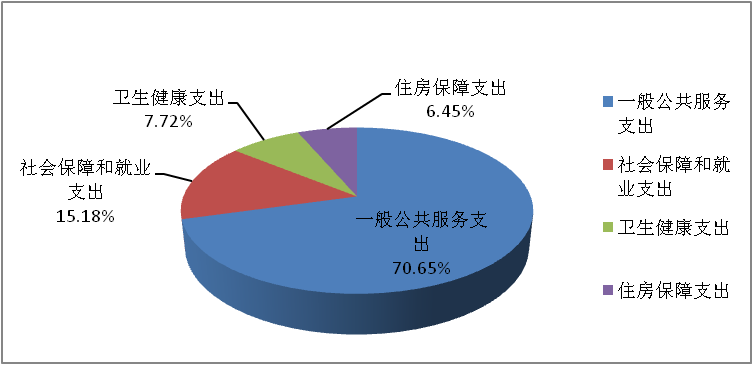 住房保障支出
6.45%
卫生健康支出
7.72%
社会保障和就业
支出
15.18%
一般公共服务支
出
70.65%
一般公共服务
支出
社会保障和就
业支出
卫生健康支出
住房保障支出